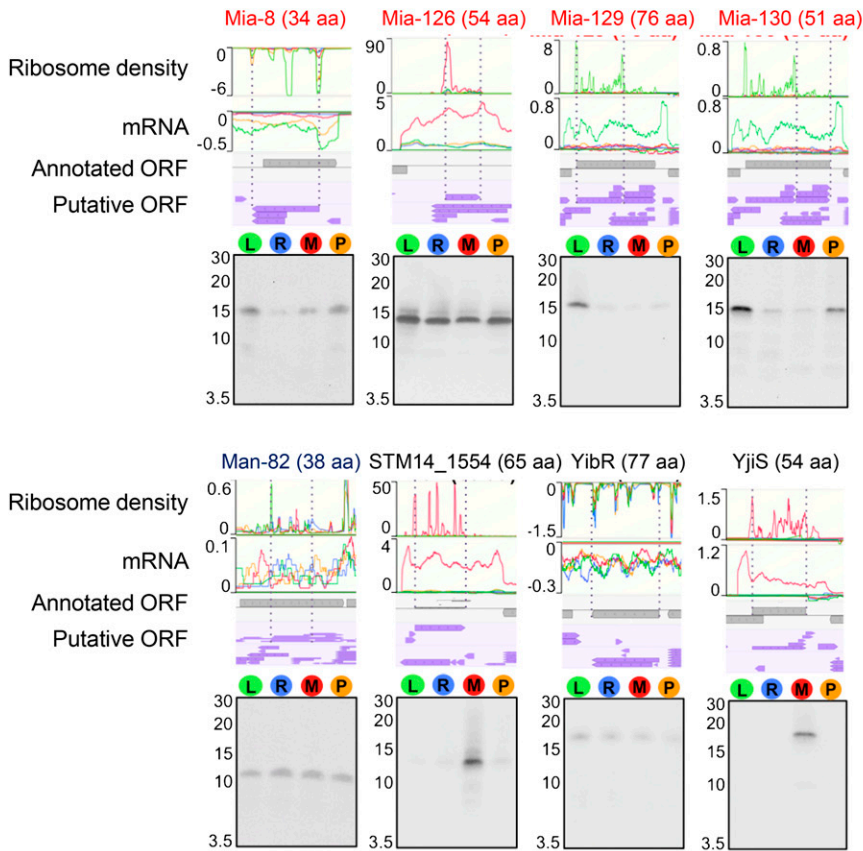 Mia-8 (34 aa) Mia-126 (54 aa) Mia-129 (76 aa) Mia-130 (51 aa)
Ribosome density
0 90 8 0.8
-6 0 0 0
mRNA
0 5 0.8 0.8
-0.5 0 0 0
Annotated ORF
Putative ORF
L R M P L R M P L R M P L R M P
30 30 30 30
20 20 20 20
15 15 15 15
10 10 10 10
3.5 3.5 3.5 3.5
Man-82 (38 aa) STM14_1554 (65 aa) YibR (77 aa) YjiS (54 aa)
Ribosome density
0.6 50 0 1.5
0 0 -1.5 0
mRNA
0.1 4 0 1.2
0 0 -0.3 0
Annotated ORF
Putative ORF
L R M P L R M P L R M P L R M P
30 30 30 30
20 20 20 20
15 15 15 15
10 10 10 10
3.5 3.5 3.5 3.5